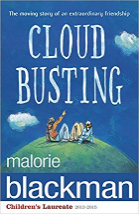 The moving story of an extraordinary friendship
CLOUD
BUSTING
malorie
blackman
Children's Laureate 2013-2015